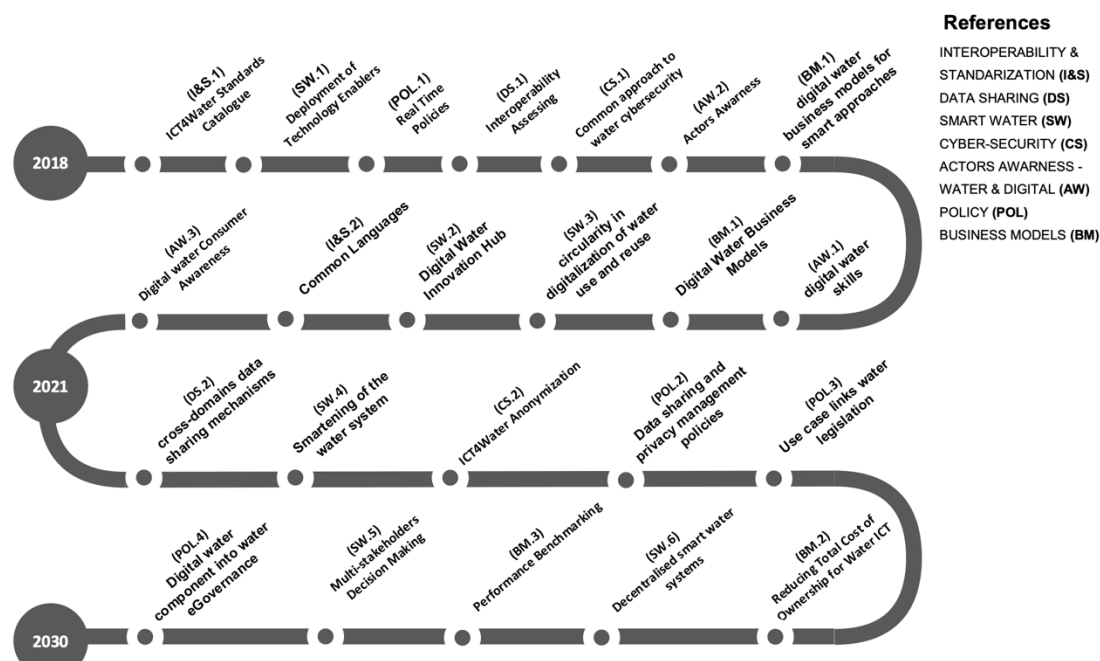 References
INTEROPERABILITY &
STANDARIZATION (I&S)
DATA SHARING (DS)
SMART WATER (SW)
CYBER-SECURITY (CS)
ACTORS AWARNESS -
WATER & DIGITAL (AW)
POLICY (POL)
BUSINESS MODELS (BM)
2018
(I&S.1)
ICT4Water Standards
Catalogue
(SW.1)
Deployment of
Technology Enablers
(POL.1)
Real Time
Policies
(DS.1)
Interoperability
Assessing
(CS.1)
Common approach to
water cybersecurity
(AW.2)
Actors Awarness
(BM.1)
digital water
business models for
smart approaches
(AW.3)
Digital water Consumer
Awareness
(I&S.2)
Common Languages
(SW.2)
Digital Water
Innovation Hub
(SW.3)
circularity in
digitalization of water
use and reuse
(BM.1)
Digital Water Business
Models
(AW.1)
digital water
skills
2021
(DS.2)
cross-domains data
sharing mechanisms
(SW.4)
Smartening of the
water system
(CS.2)
ICT4Water Anonymization
(POL.2)
Data sharing and
privacy management
policies
(POL.3)
Use case links water
legislation
(POL.4)
Digital water
component into water
eGovernance
(SW.5)
Multi-stakeholders
Decision Making
(BM.3)
Performance Benchmarking
(SW.6)
Decentralised smart water
systems
(BM.2)
Reducing Total Cost of
Ownership for Water ICT
2030